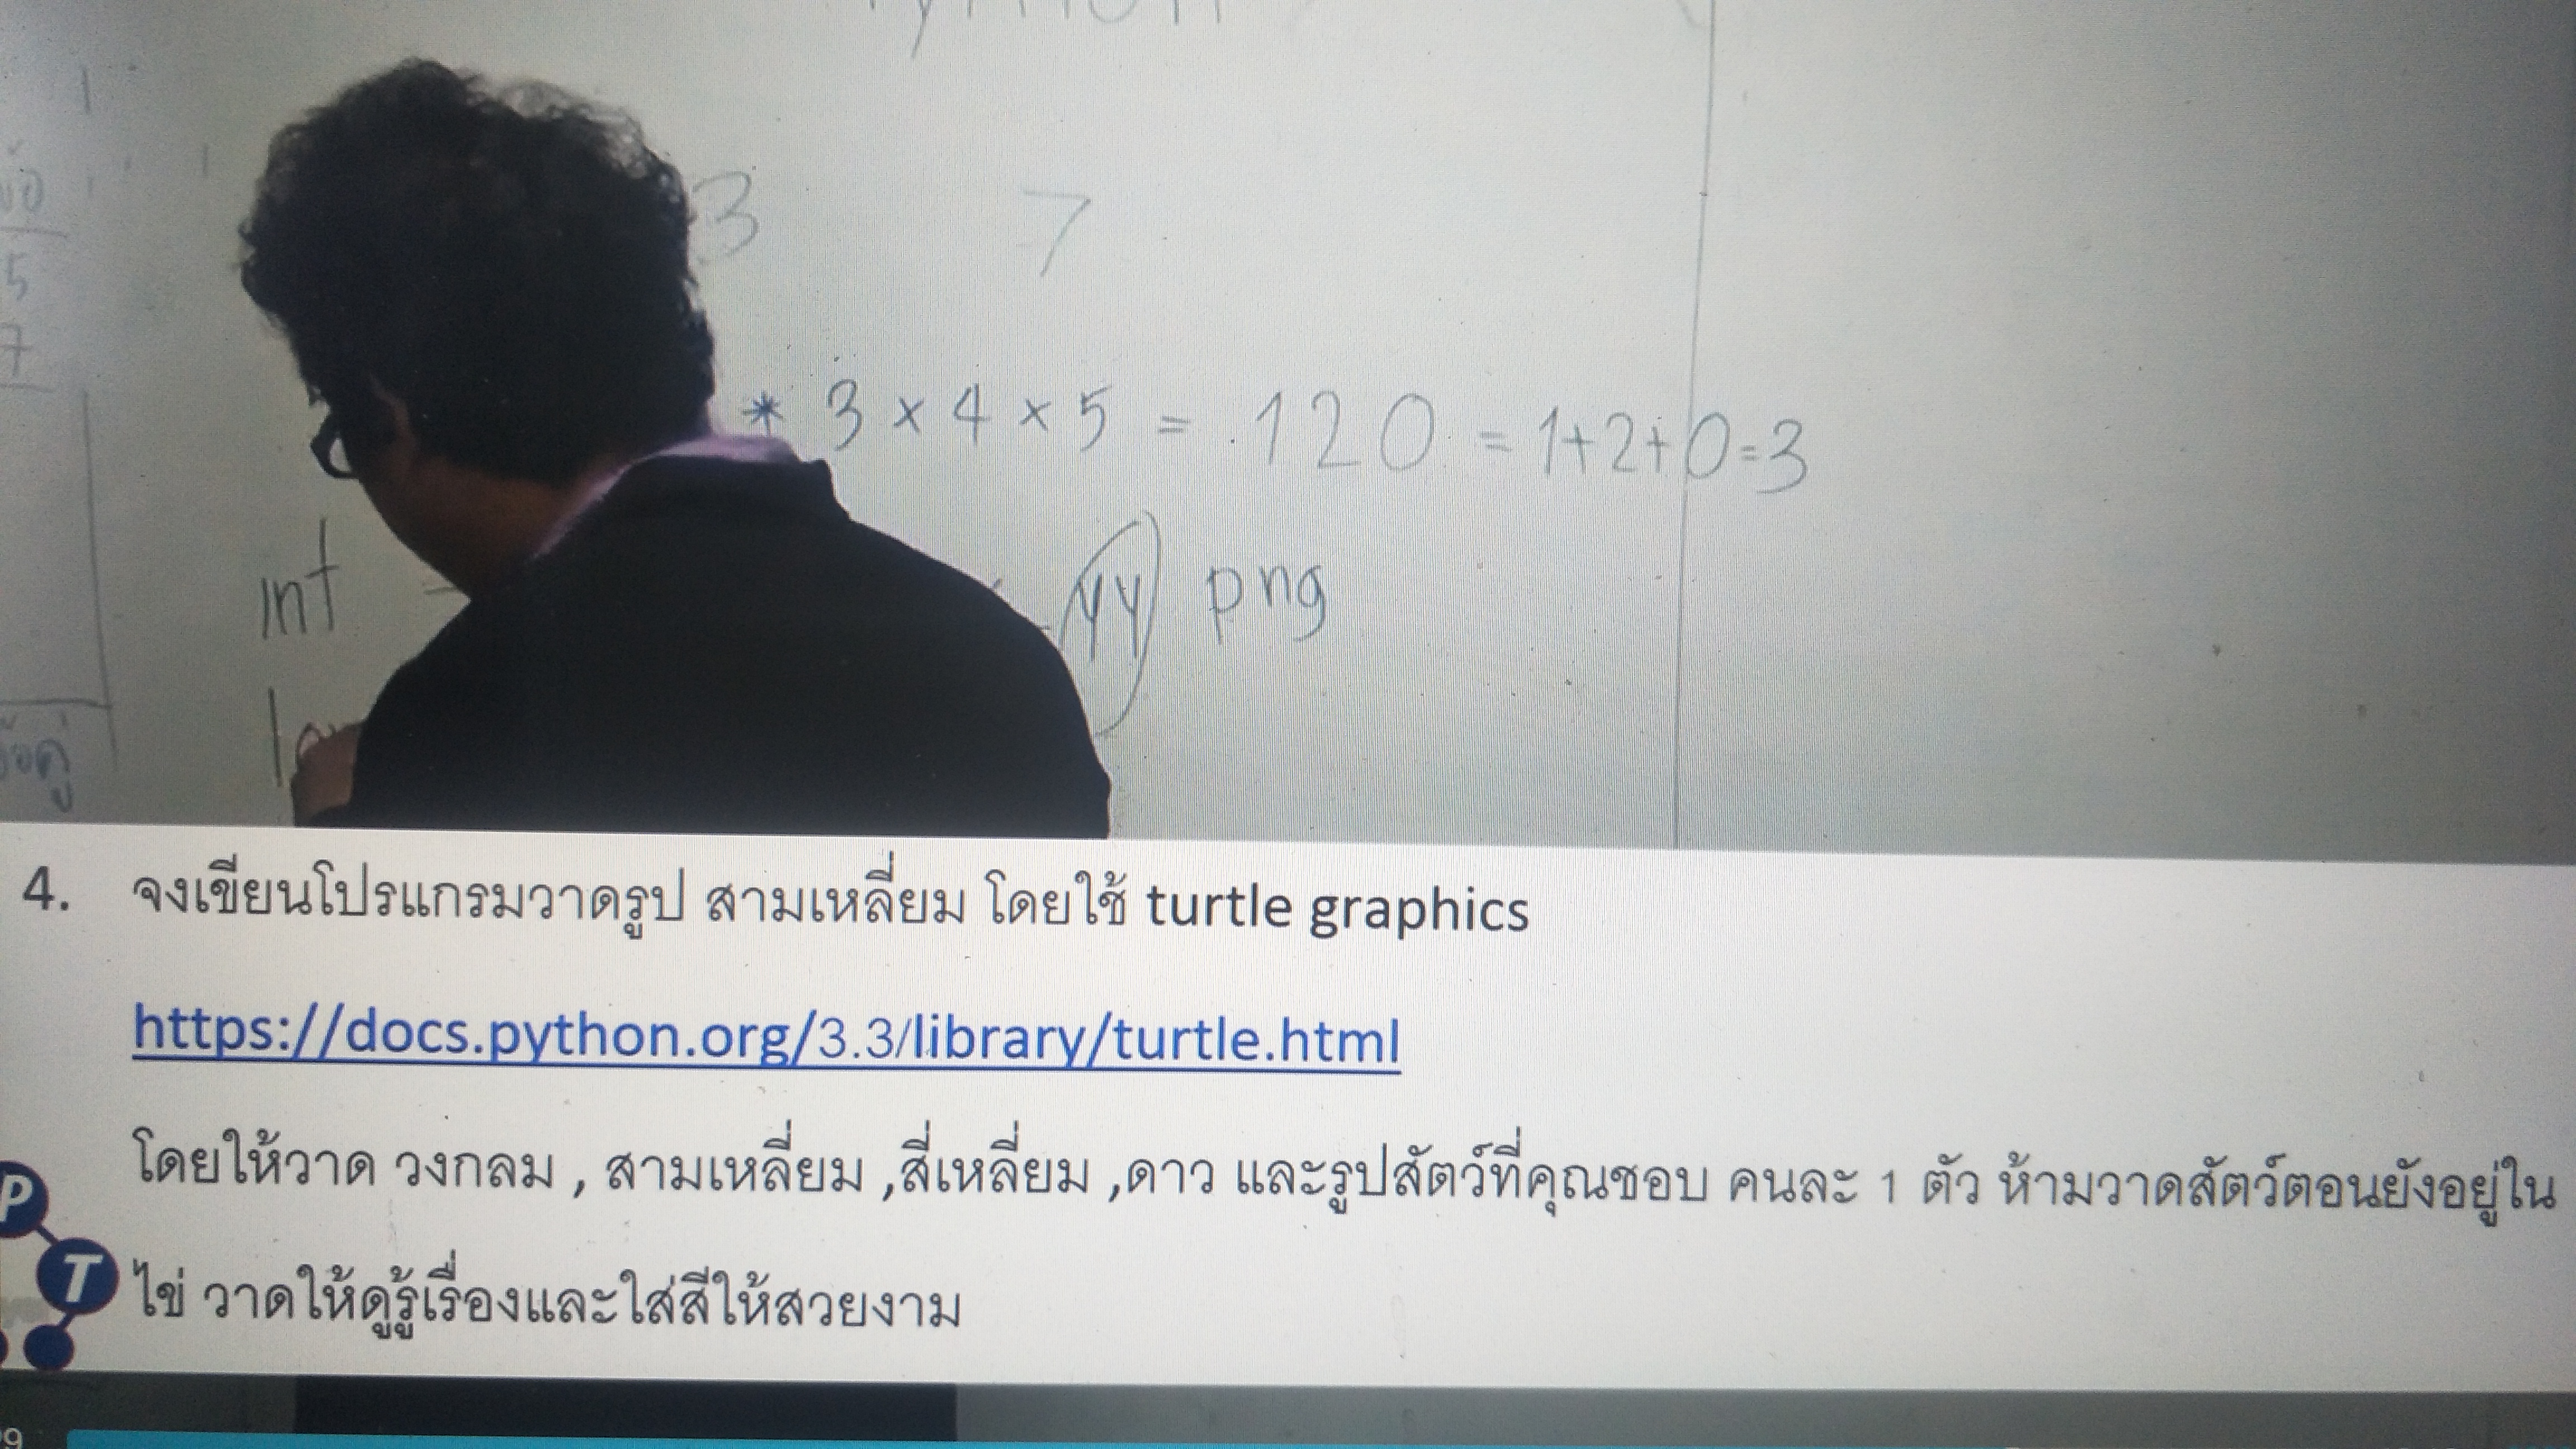 3 7
ข้อ
5
7
* 3 × 4 × 5 = 120 = 1+2+0=3
int yy png
4. จงเขียนโปรแกรมวาดรูป สามเหลี่ยม โดยใช้ turtle graphics
https://docs.python.org/3.3/library/turtle.html
โดยให้วาด วงกลม , สามเหลี่ยม ,สี่เหลี่ยม ,ดาว และรูปสัตว์ที่คุณชอบ คนละ 1 ตัว ห้ามวาดสัตว์ตอนยังอยู่ใน
P
T
ไข่ วาดให้ดูรู้เรื่องและใส่สีให้สวยงาม